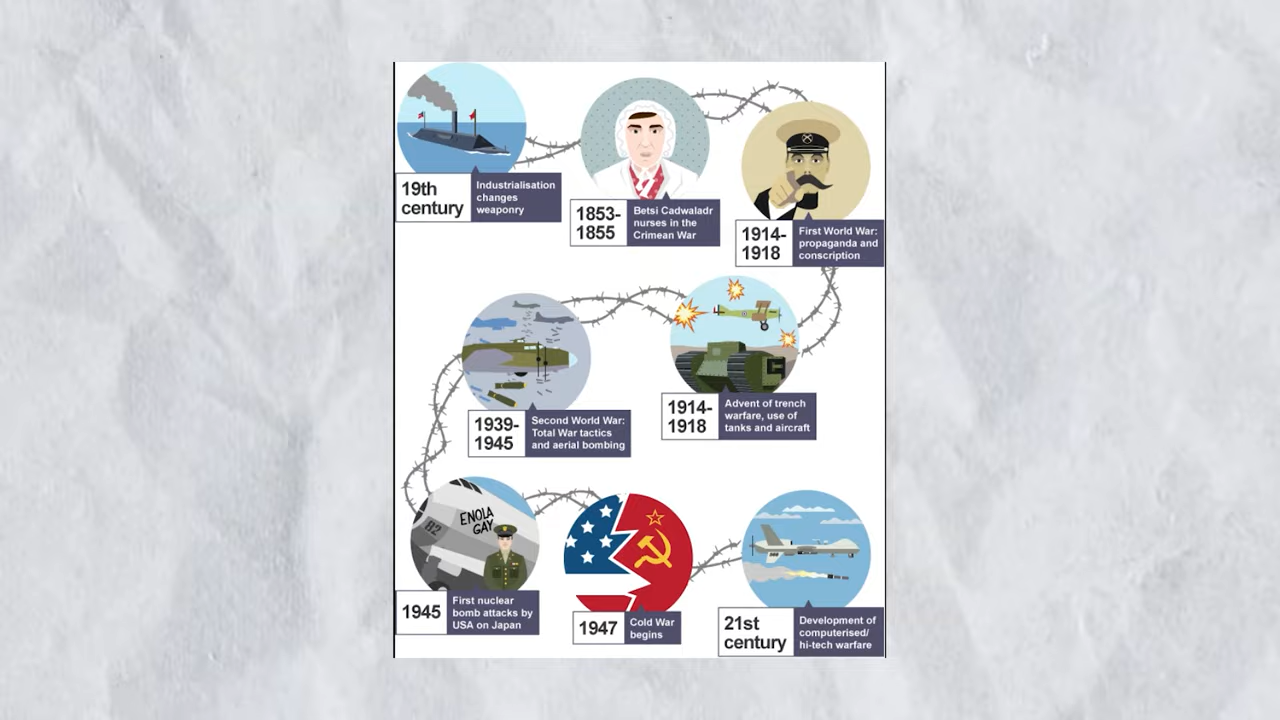 19th
century
Industrialisation
changes
weaponry
1853-
1855
Betsi Cadwaladr
nurses in the
Crimean War
1914-
1918
First World War:
propaganda and
conscription
1914-
1918
Advent of trench
warfare, use of
tanks and aircraft
1939-
1945
Second World War:
Total War tactics
and aerial bombing
ENOLA
GAY
82
1945
First nuclear
bomb attacks by
USA on Japan
1947
Cold War
begins
21st
century
Development of
computerised/
hi-tech warfare